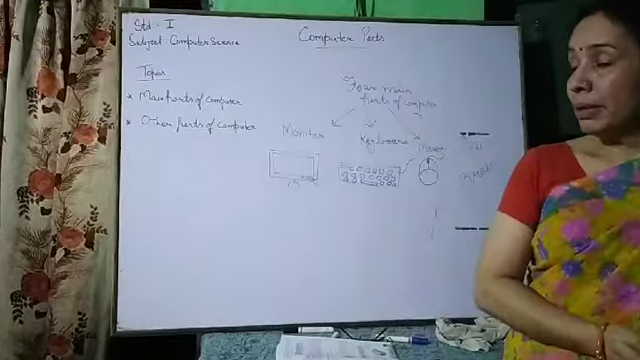 Std - I
Subject Computer Science
Computer Parts
Topics
* Main Parts of Computer
* Other parts of Computer
Four main
parts of computer
Monitor
Keyboard
Mouse